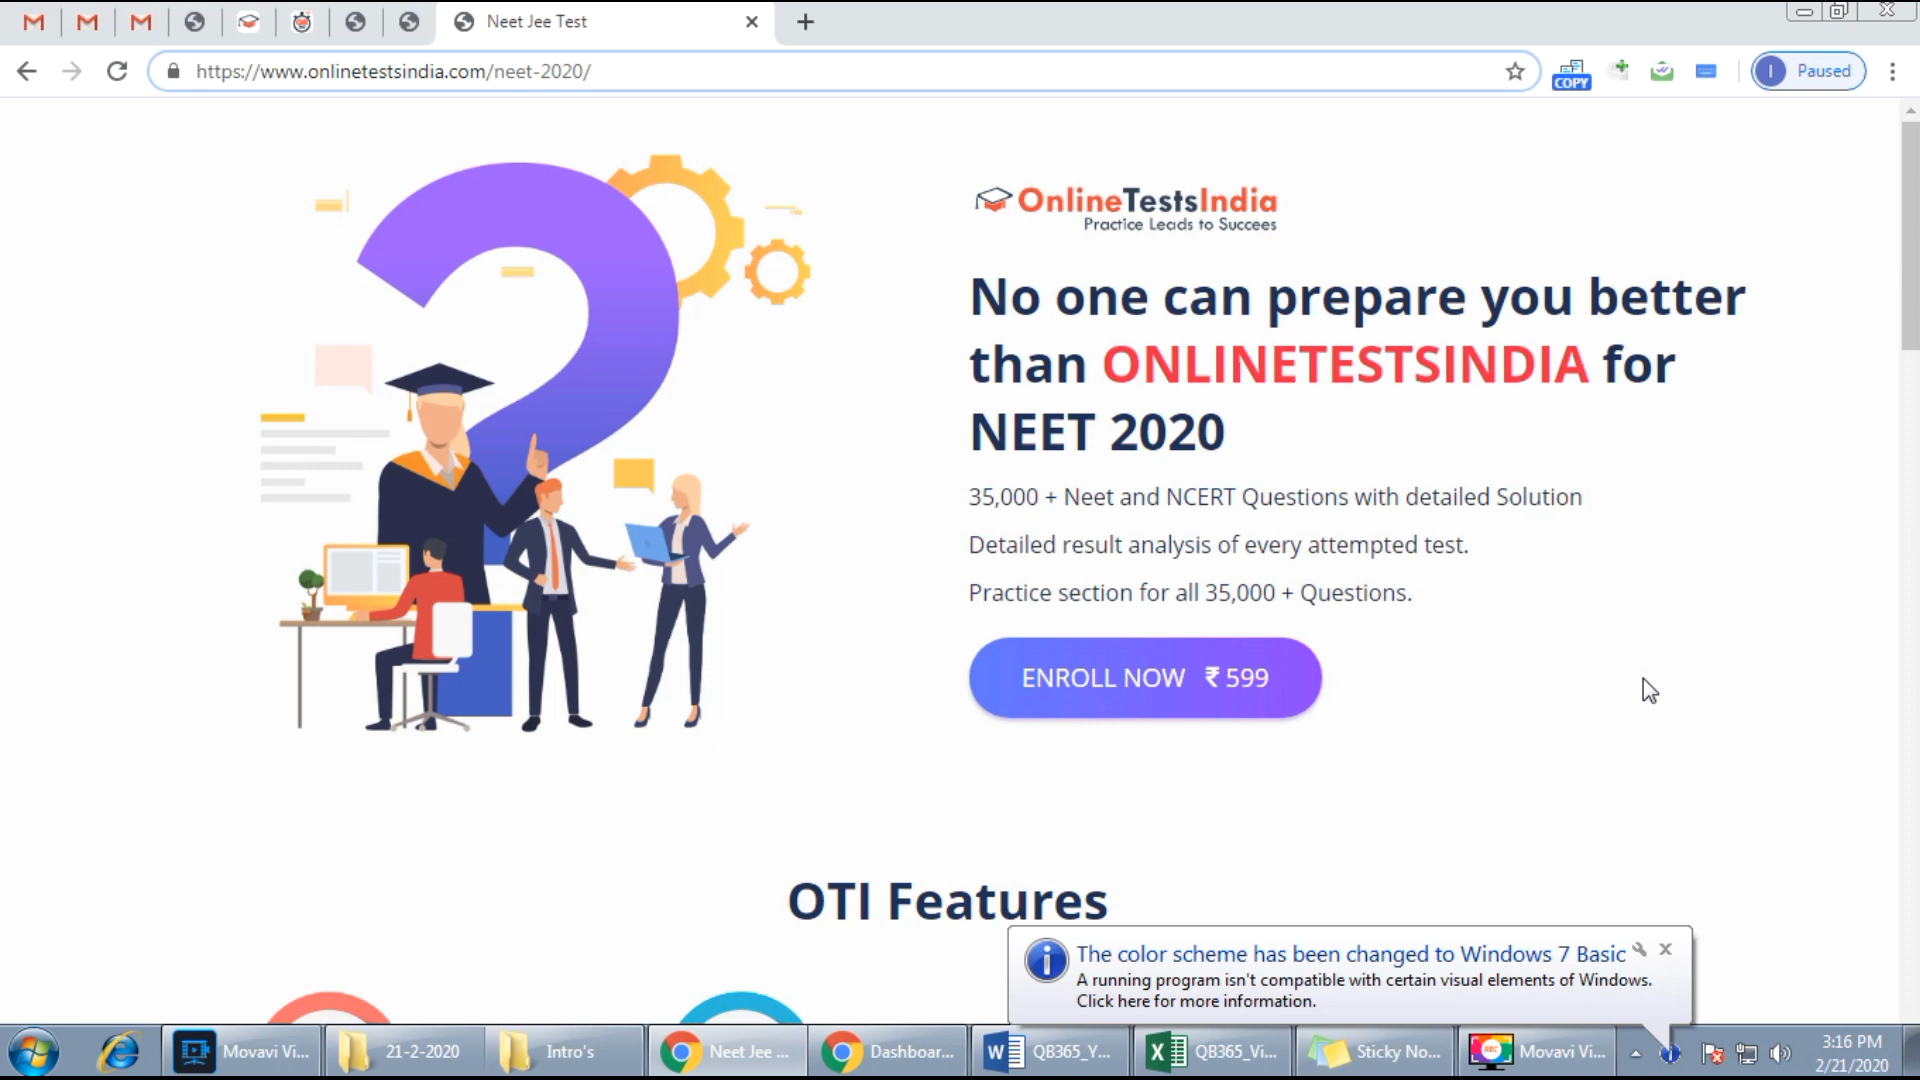 Neet Jee Test
https://www.onlinetestsindia.com/neet-2020/
COPY
I Paused
OnlineTestsIndia
Practice Leads to Succees
No one can prepare you better
than ONLINETESTSINDIA for
NEET 2020
35,000 + Neet and NCERT Questions with detailed Solution
Detailed result analysis of every attempted test.
Practice section for all 35,000 + Questions.
ENROLL NOW ₹ 599
OTI Features
The color scheme has been changed to Windows 7 Basic
A running program isn't compatible with certain visual elements of Windows.
Click here for more information.
Movavi Vi...
21-2-2020
Intro's
Neet Jee ...
Dashboar...
QB365_Y...
QB365_Vi...
Sticky No...
REC
Movavi Vi...
3:16 PM
2/21/2020